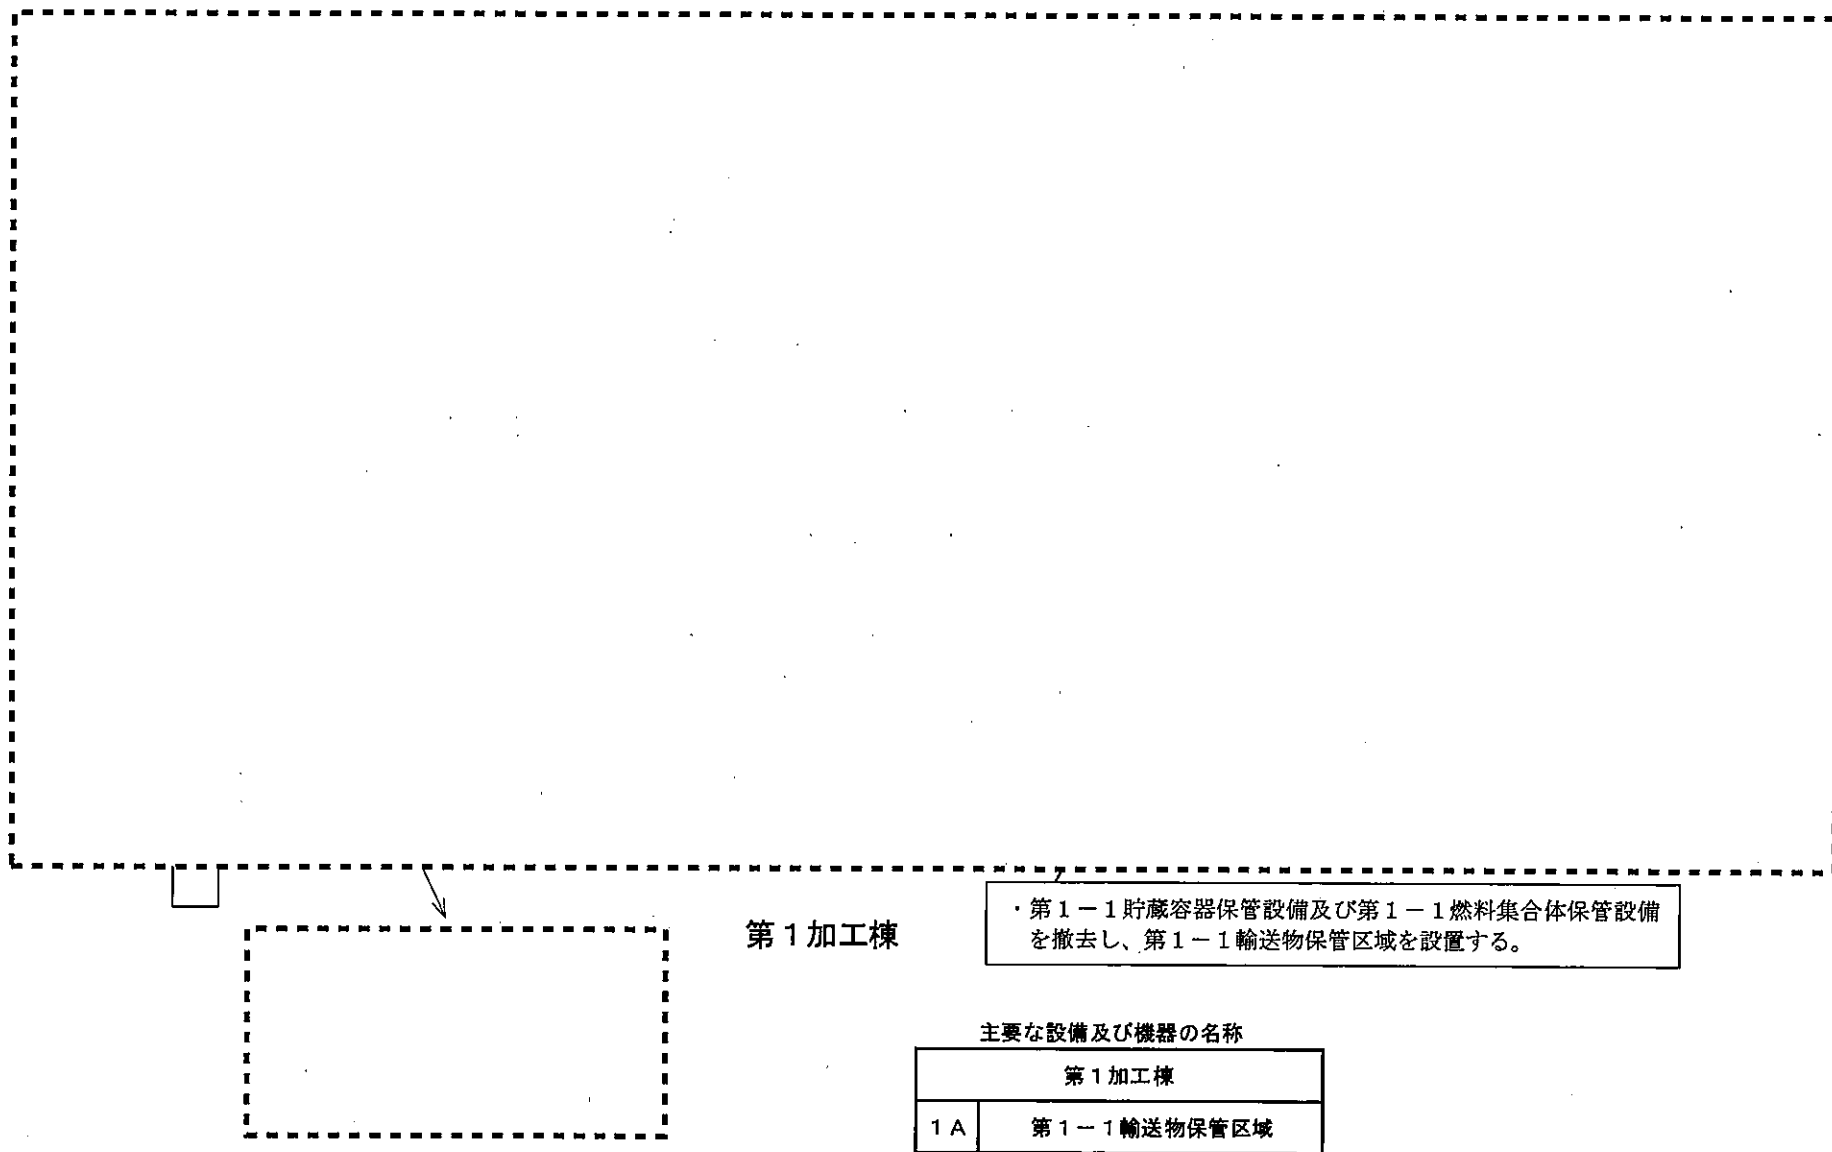 第1加工棟
・第1－1貯蔵容器保管設備及び第1－1燃料集合体保管設備
を撤去し、第1－1輸送物保管区域を設置する。
主要な設備及び機器の名称
第1加工棟
1A 第1－1輸送物保管区域